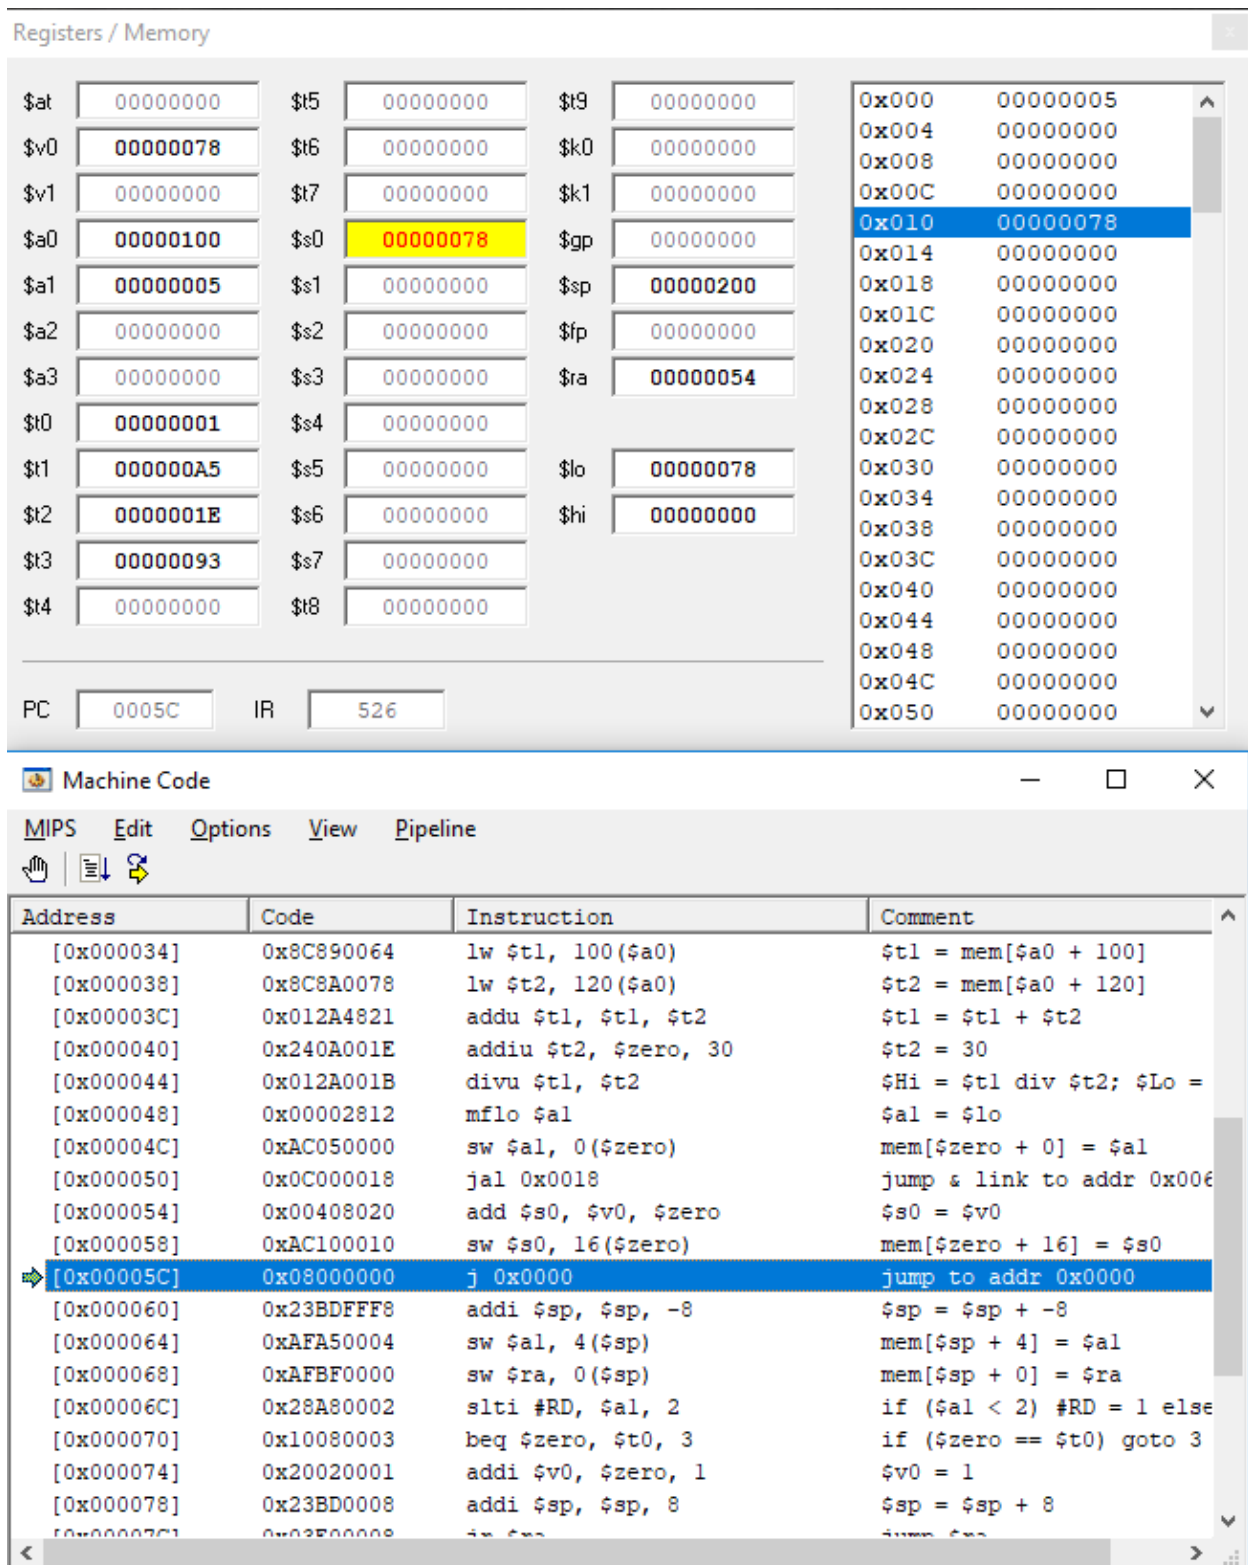 Registers / Memory x
$at 00000000 $t5 00000000 $t9 00000000
$v0 00000078 $t6 00000000 $k0 00000000
$v1 00000000 $t7 00000000 $k1 00000000
$a0 00000100 $s0 00000078 $gp 00000000
$a1 00000005 $s1 00000000 $sp 00000200
$a2 00000000 $s2 00000000 $fp 00000000
$a3 00000000 $s3 00000000 $ra 00000054
$t0 00000001 $s4 00000000
$t1 000000A5 $s5 00000000 $lo 00000078
$t2 0000001E $s6 00000000 $hi 00000000
$t3 00000093 $s7 00000000
$t4 00000000 $t8 00000000
PC 0005C IR 526
0x000 00000005
0x004 00000000
0x008 00000000
0x00C 00000000
0x010 00000078
0x014 00000000
0x018 00000000
0x01C 00000000
0x020 00000000
0x024 00000000
0x028 00000000
0x02C 00000000
0x030 00000000
0x034 00000000
0x038 00000000
0x03C 00000000
0x040 00000000
0x044 00000000
0x048 00000000
0x04C 00000000
0x050 00000000
Machine Code
MIPS Edit Options View Pipeline
Address Code Instruction Comment
[0x000034] 0x8C890064 lw $t1, 100($a0) $t1 = mem[$a0 + 100]
[0x000038] 0x8C8A0078 lw $t2, 120($a0) $t2 = mem[$a0 + 120]
[0x00003C] 0x012A4821 addu $t1, $t1, $t2 $t1 = $t1 + $t2
[0x000040] 0x240A001E addiu $t2, $zero, 30 $t2 = 30
[0x000044] 0x012A001B divu $t1, $t2 $Hi = $t1 div $t2; $Lo =
[0x000048] 0x00002812 mflo $a1 $a1 = $lo
[0x00004C] 0xAC050000 sw $a1, 0($zero) mem[$zero + 0] = $a1
[0x000050] 0x0C000018 jal 0x0018 jump & link to addr 0x006
[0x000054] 0x00408020 add $s0, $v0, $zero $s0 = $v0
[0x000058] 0xAC100010 sw $s0, 16($zero) mem[$zero + 16] = $s0
[0x00005C] 0x08000000 j 0x0000 jump to addr 0x0000
[0x000060] 0x23BDFFF8 addi $sp, $sp, -8 $sp = $sp + -8
[0x000064] 0xAFA50004 sw $a1, 4($sp) mem[$sp + 4] = $a1
[0x000068] 0xAFBF0000 sw $ra, 0($sp) mem[$sp + 0] = $ra
[0x00006C] 0x28A80002 slti #RD, $a1, 2 if ($a1 < 2) #RD = 1 else
[0x000070] 0x10080003 beq $zero, $t0, 3 if ($zero == $t0) goto 3
[0x000074] 0x20020001 addi $v0, $zero, 1 $v0 = 1
[0x000078] 0x23BD0008 addi $sp, $sp, 8 $sp = $sp + 8
[0x00007C] 0x03E00008 jr $ra jump $ra